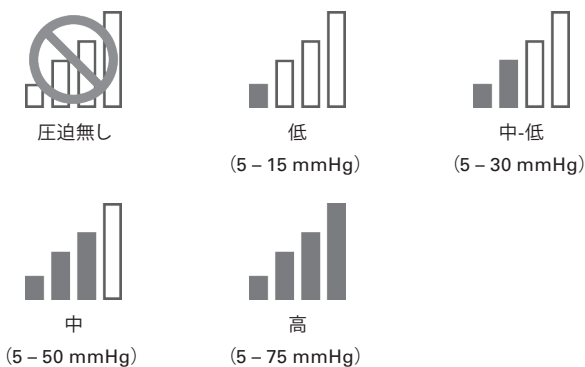 圧迫無し
低
（5 – 15 mmHg）
中-低
（5 – 30 mmHg）
中
（5 – 50 mmHg）
高
（5 – 75 mmHg）